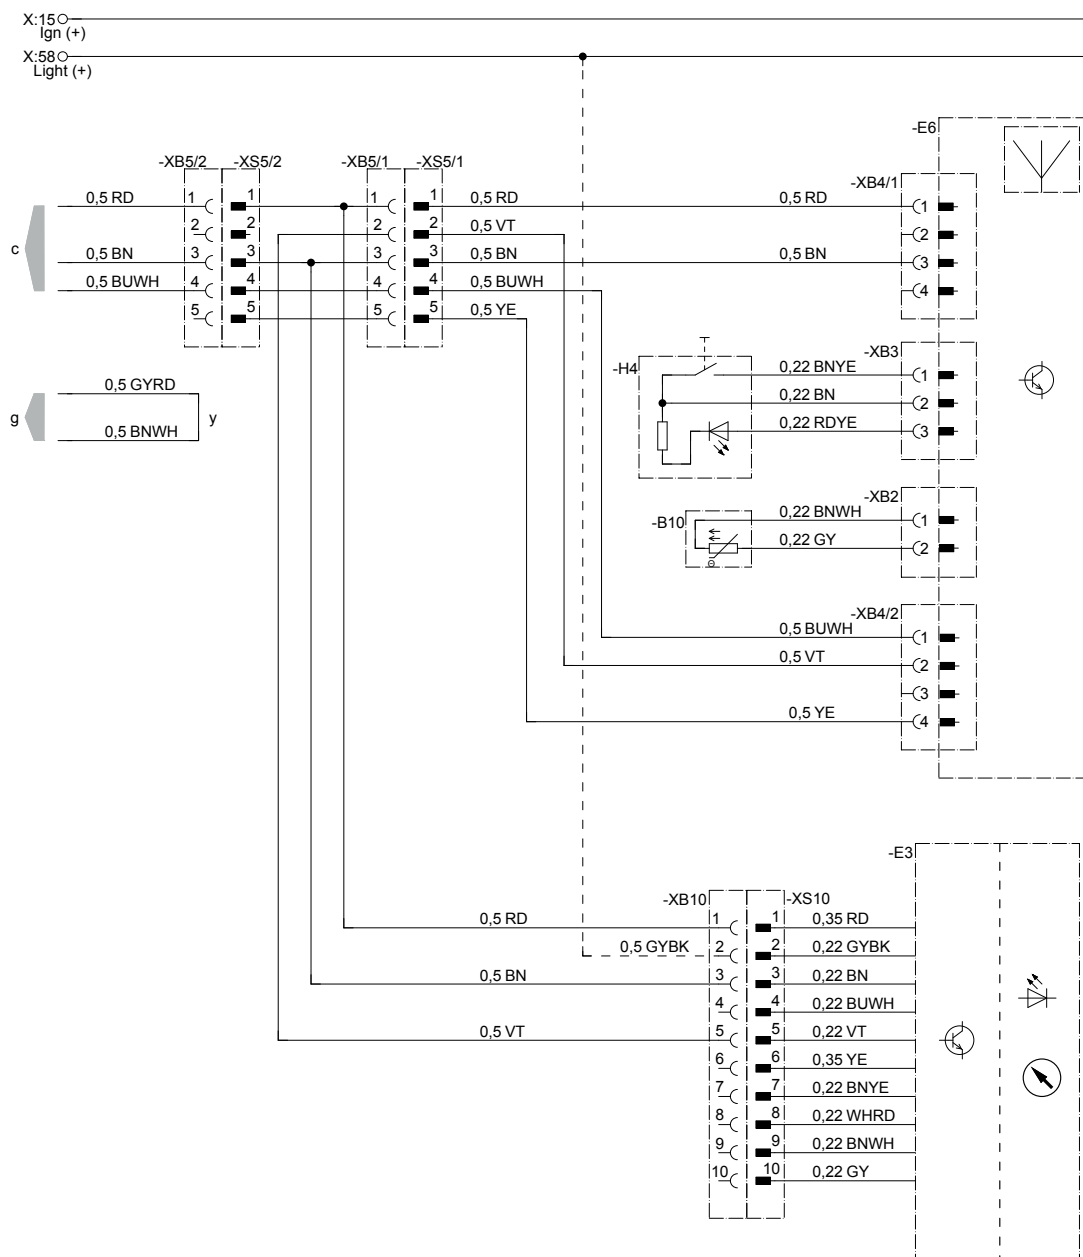 X:15
Ign (+)
X:58
Light (+)
-E6
-XB5/2 -XS5/2 -XB5/1 -XS5/1
-XB4/1
0,5 RD 1 1 1 1 0,5 RD 0,5 RD 1
2 2 2 2 0,5 VT 2
c 0,5 BN 3 3 3 3 0,5 BN 0,5 BN 3
0,5 BUWH 4 4 4 4 0,5 BUWH 4
5 5 5 5 0,5 YE
-XB3
-H4 0,22 BNYE 1
0,22 BN 2
0,22 RDYE 3
0,5 GYRD
g y
0,5 BNWH
-XB2
-B10 0,22 BNWH 1
0,22 GY 2
-XB4/2
0,5 BUWH 1
0,5 VT 2
3
0,5 YE 4
-E3
-XB10 -XS10
0,5 RD 1 1 0,35 RD
0,5 GYBK 2 2 0,22 GYBK
0,5 BN 3 3 0,22 BN
4 4 0,22 BUWH
0,5 VT 5 5 0,22 VT
6 6 0,35 YE
7 7 0,22 BNYE
8 8 0,22 WHRD
9 9 0,22 BNWH
10 10 0,22 GY